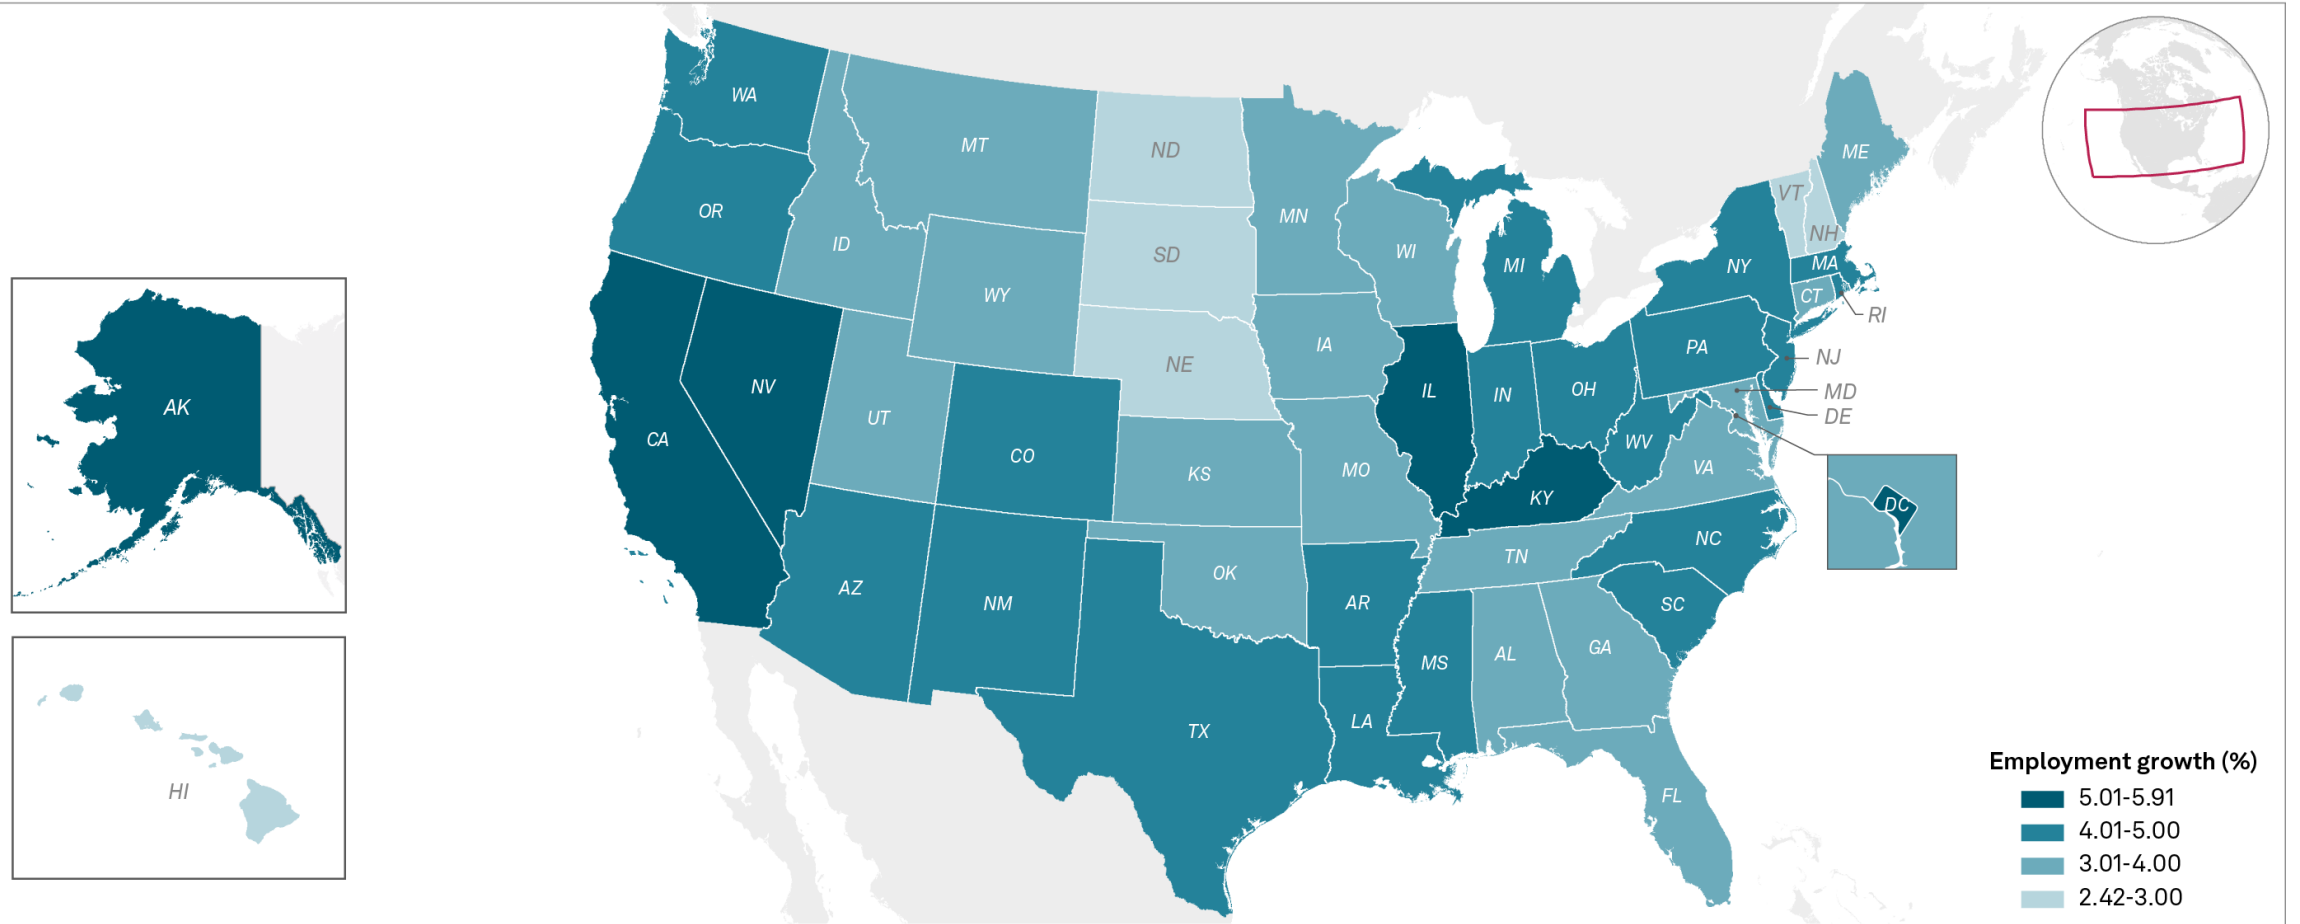 WA
MT
ND
ME
OR
ID
MN
VT
NH
SD
WI
MI
NY
MA
WY
CT
RI
NE
IA
PA
NJ
NV
IL
IN
OH
MD
DE
AK
CA
UT
CO
KS
MO
KY
WV
VA
DC
AZ
NM
OK
AR
TN
NC
SC
MS
AL
GA
TX
LA
HI
FL
Employment growth (%)
5.01-5.91
4.01-5.00
3.01-4.00
2.42-3.00